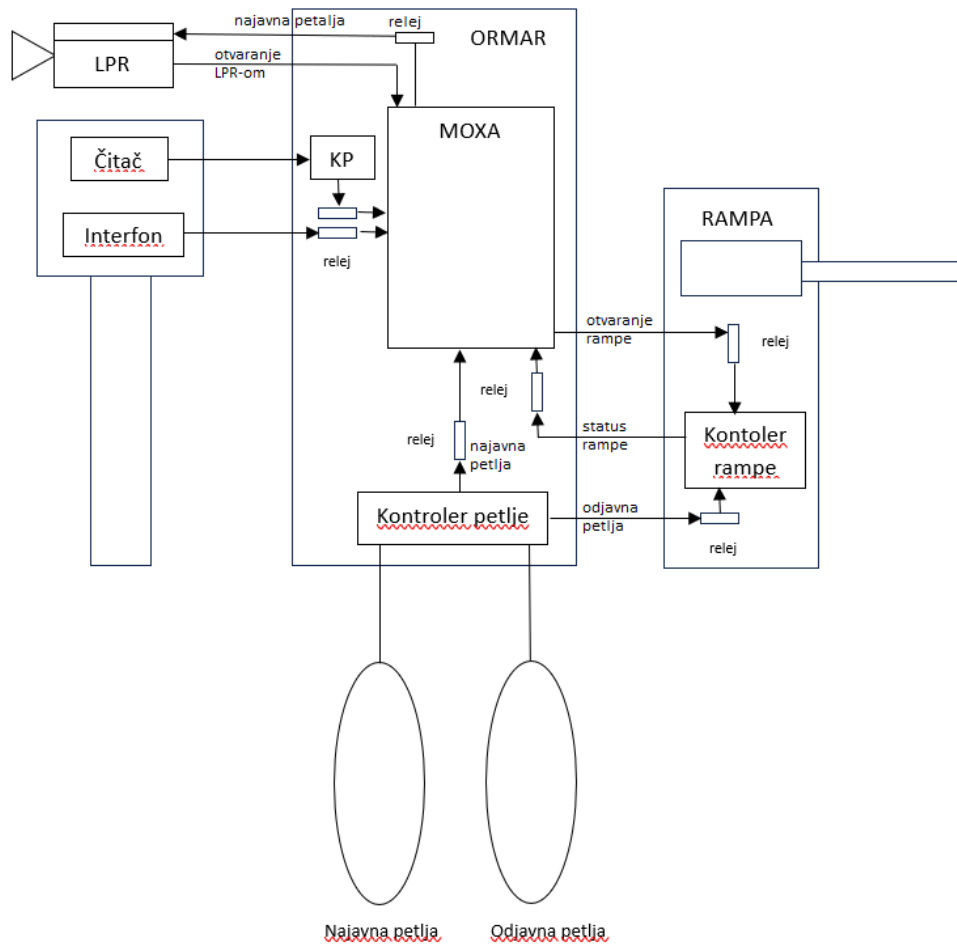 najavna petalja
relej
ORMAR
LPR
otvaranje
LPR-om
MOXA
Čitač
KP
Interfon
relej
RAMPA
otvaranje
rampe
relej
relej
status
rampe
Kontoler
rampe
relej
najavna
petlja
Kontroler petlje
odjavna
petlja
relej
Najavna petlja
Odjavna petlja